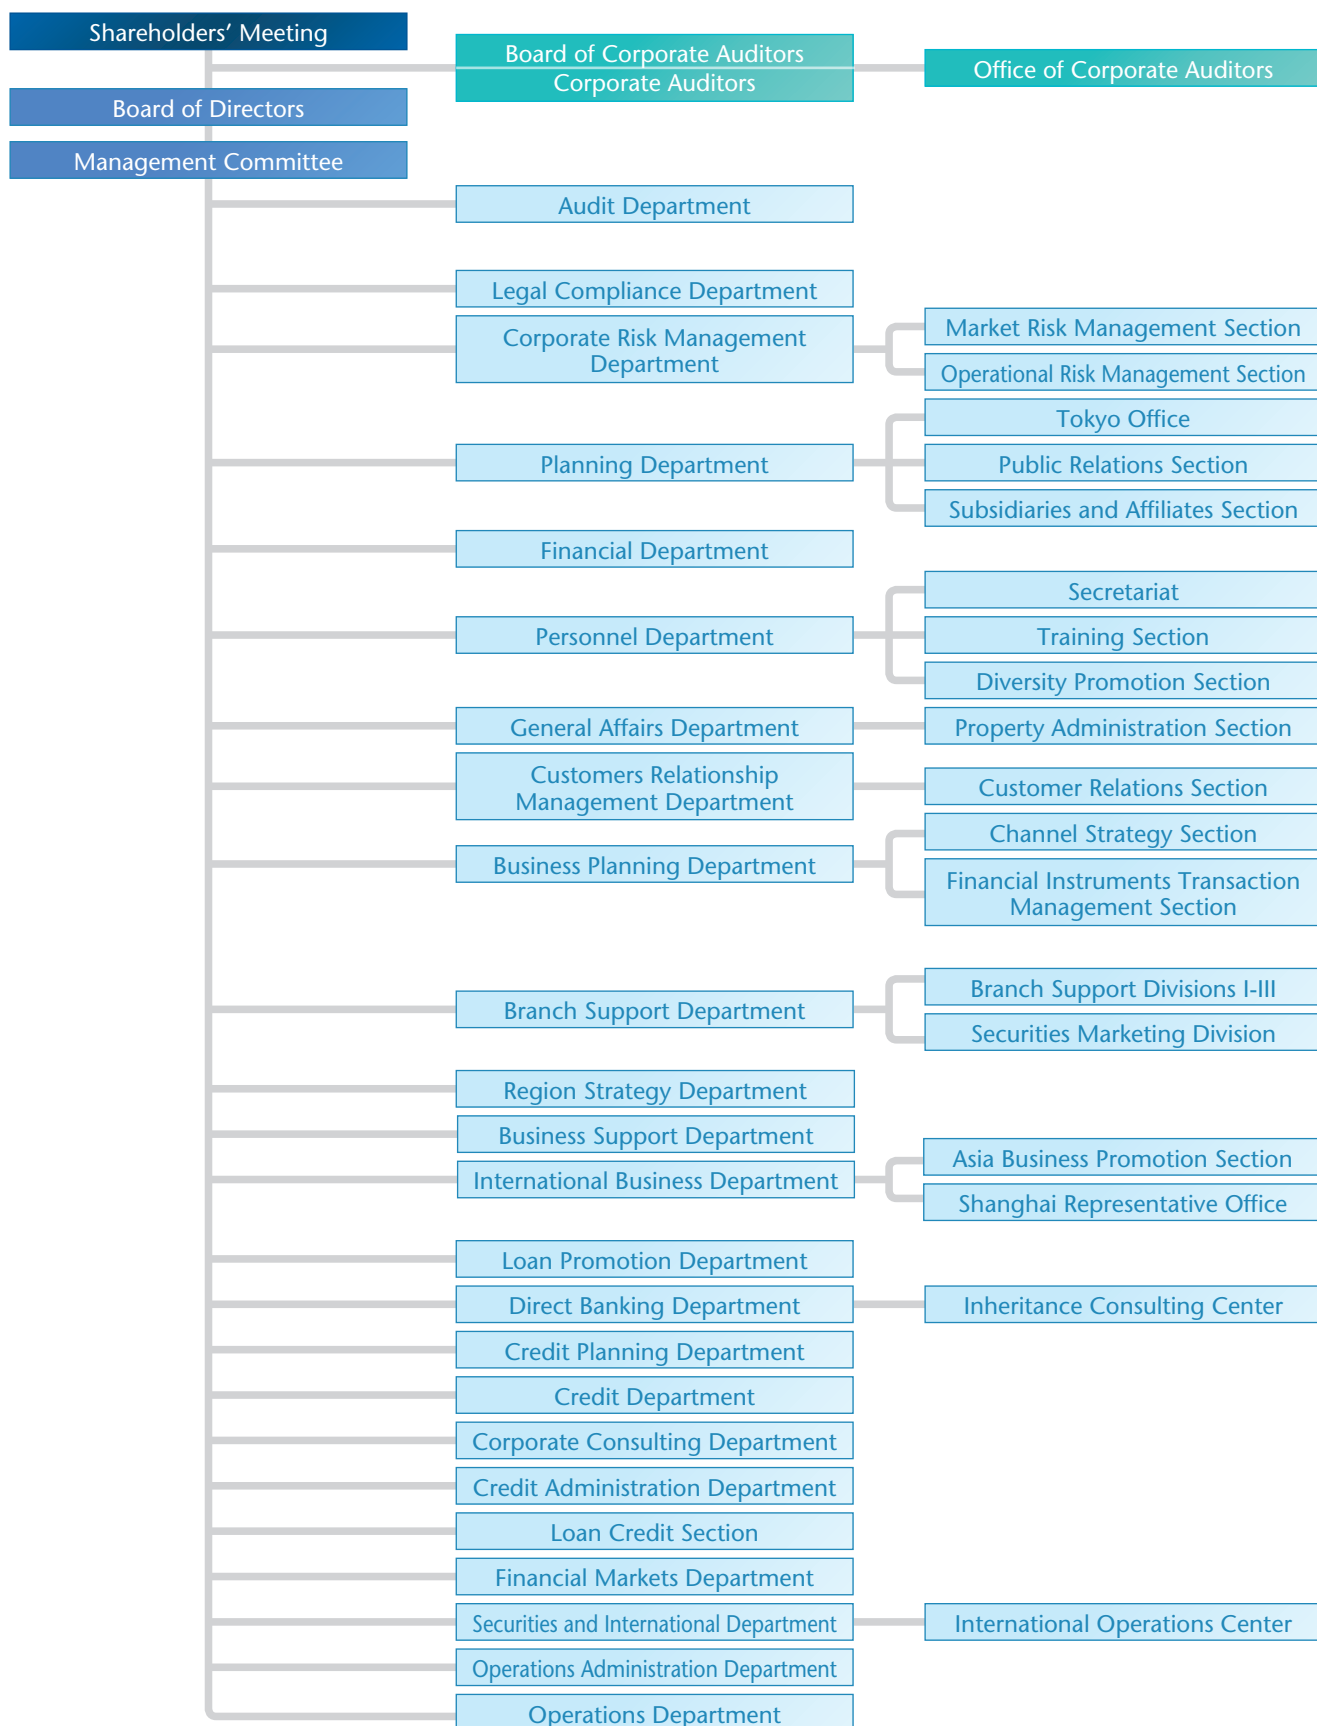 Shareholders’ Meeting
Board of Corporate Auditors
Corporate Auditors
Office of Corporate Auditors
Board of Directors
Management Committee
Audit Department
Legal Compliance Department
Corporate Risk Management
Department
Market Risk Management Section
Operational Risk Management Section
Planning Department
Tokyo Office
Public Relations Section
Subsidiaries and Affiliates Section
Financial Department
Personnel Department
Secretariat
Training Section
Diversity Promotion Section
General Affairs Department
Property Administration Section
Customers Relationship
Management Department
Customer Relations Section
Business Planning Department
Channel Strategy Section
Financial Instruments Transaction
Management Section
Branch Support Department
Branch Support Divisions I-III
Securities Marketing Division
Region Strategy Department
Business Support Department
International Business Department
Asia Business Promotion Section
Shanghai Representative Office
Loan Promotion Department
Direct Banking Department
Inheritance Consulting Center
Credit Planning Department
Credit Department
Corporate Consulting Department
Credit Administration Department
Loan Credit Section
Financial Markets Department
Securities and International Department
International Operations Center
Operations Administration Department
Operations Department